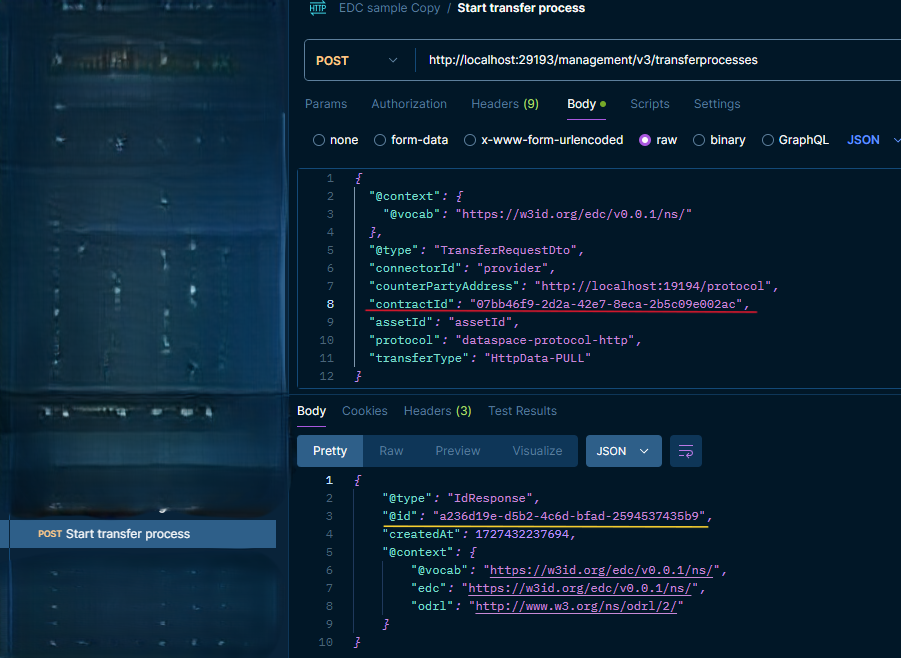 HTTP EDC sample Copy / Start transfer process
POST http://localhost:29193/management/v3/transferprocesses
Params Authorization Headers (9) Body Scripts Settings
none form-data x-www-form-urlencoded raw binary GraphQL JSON
1 {
2 "@context": {
3 "@vocab": "https://w3id.org/edc/v0.0.1/ns/"
4 },
5 "@type": "TransferRequestDto",
6 "connectorId": "provider",
7 "counterPartyAddress": "http://localhost:19194/protocol",
8 "contractId": "07bb46f9-2d2a-42e7-8eca-2b5c09e002ac",
9 "assetId": "assetId",
10 "protocol": "dataspace-protocol-http",
11 "transferType": "HttpData-PULL"
12 }
Body Cookies Headers (3) Test Results
Pretty Raw Preview Visualize JSON
1 {
2 "@type": "IdResponse",
3 "@id": "a236d19e-d5b2-4c6d-bfad-2594537435b9",
4 "createdAt": 1727432237694,
5 "@context": {
6 "@vocab": "https://w3id.org/edc/v0.0.1/ns/",
7 "edc": "https://w3id.org/edc/v0.0.1/ns/",
8 "odrl": "http://www.w3.org/ns/odrl/2/"
9 }
10 }
POST Start transfer process